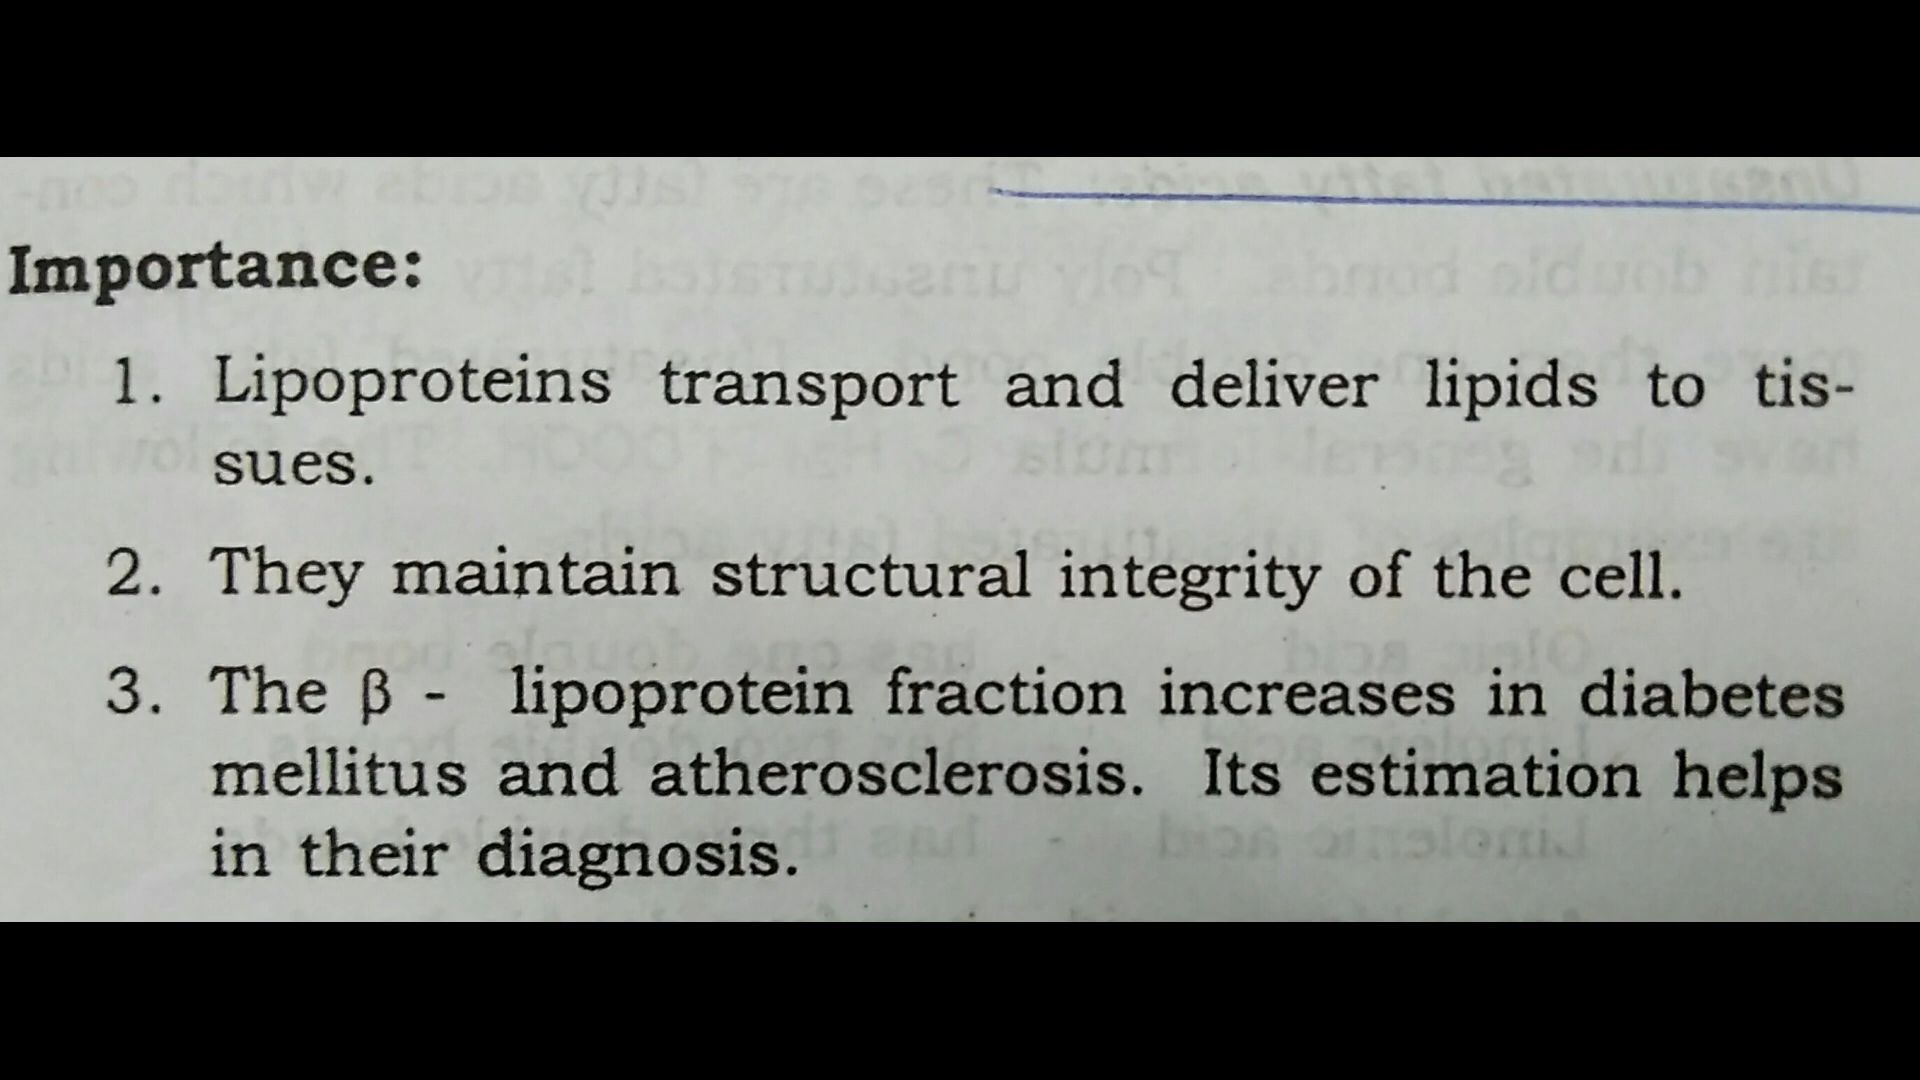 Importance:
1. Lipoproteins transport and deliver lipids to tis-
sues.
2. They maintain structural integrity of the cell.
3. The β - lipoprotein fraction increases in diabetes
mellitus and atherosclerosis. Its estimation helps
in their diagnosis.